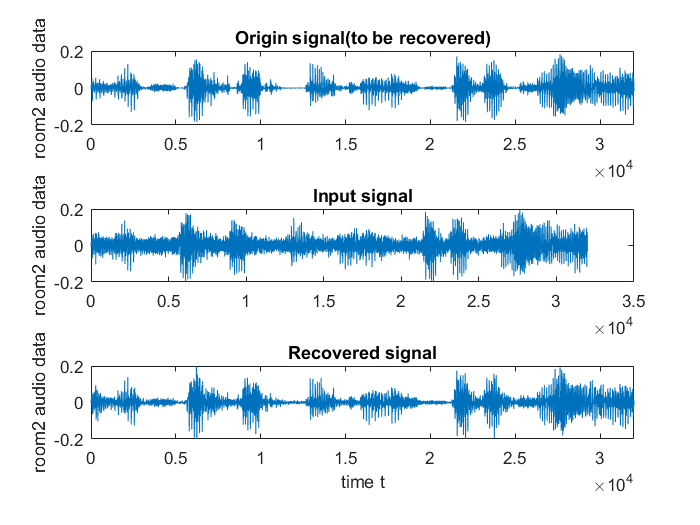 Origin signal(to be recovered)
room2 audio data
0.2
0
-0.2
0 0.5 1 1.5 2 2.5 3
×10^4
Input signal
room2 audio data
0.2
0
-0.2
0 0.5 1 1.5 2 2.5 3 3.5
×10^4
Recovered signal
room2 audio data
0.2
0
-0.2
0 0.5 1 1.5 2 2.5 3
time t
×10^4